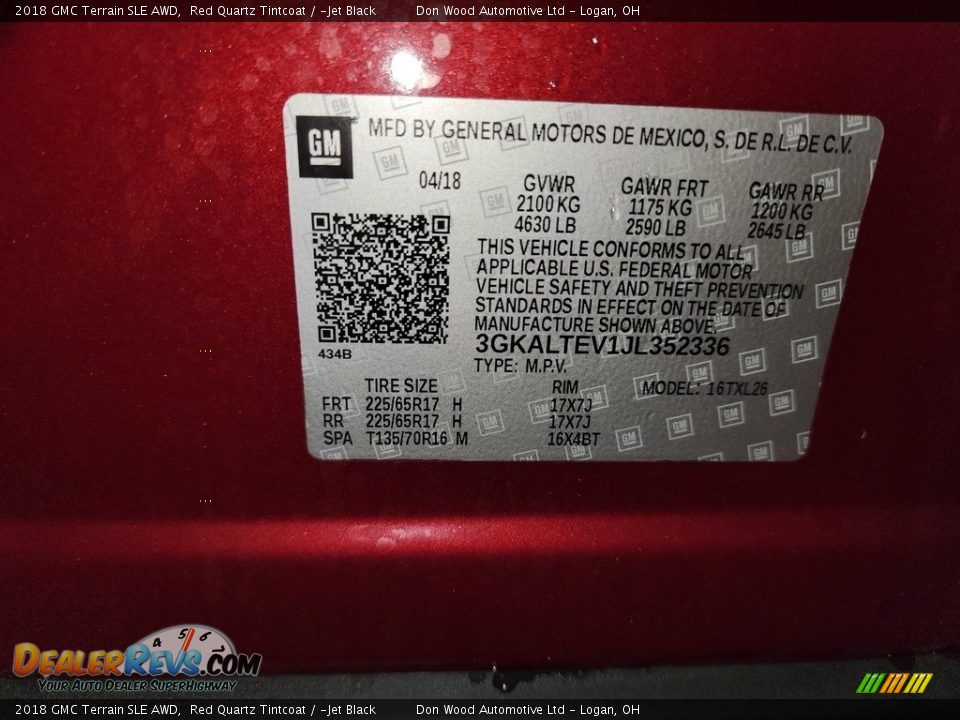 2018 GMC Terrain SLE AWD, Red Quartz Tintcoat / -Jet Black Don Wood Automotive Ltd - Logan, OH
GM MFD BY GENERAL MOTORS DE MEXICO, S. DE R.L. DE C.V.
04/18 GVWR GAWR FRT GAWR RR
2100 KG 1175 KG 1200 KG
4630 LB 2590 LB 2645 LB
THIS VEHICLE CONFORMS TO ALL
APPLICABLE U.S. FEDERAL MOTOR
VEHICLE SAFETY AND THEFT PREVENTION
STANDARDS IN EFFECT ON THE DATE OF
MANUFACTURE SHOWN ABOVE.
3GKALTEV1JL352336
434B
TYPE: M.P.V.
TIRE SIZE RIM MODEL: 16TXL26
FRT 225/65R17 H 17X7J
RR 225/65R17 H 17X7J
SPA T135/70R16 M 16X4BT
4 5 6
DealerRevs.com
Your Auto Dealer SuperHighway
2018 GMC Terrain SLE AWD, Red Quartz Tintcoat / -Jet Black Don Wood Automotive Ltd - Logan, OH